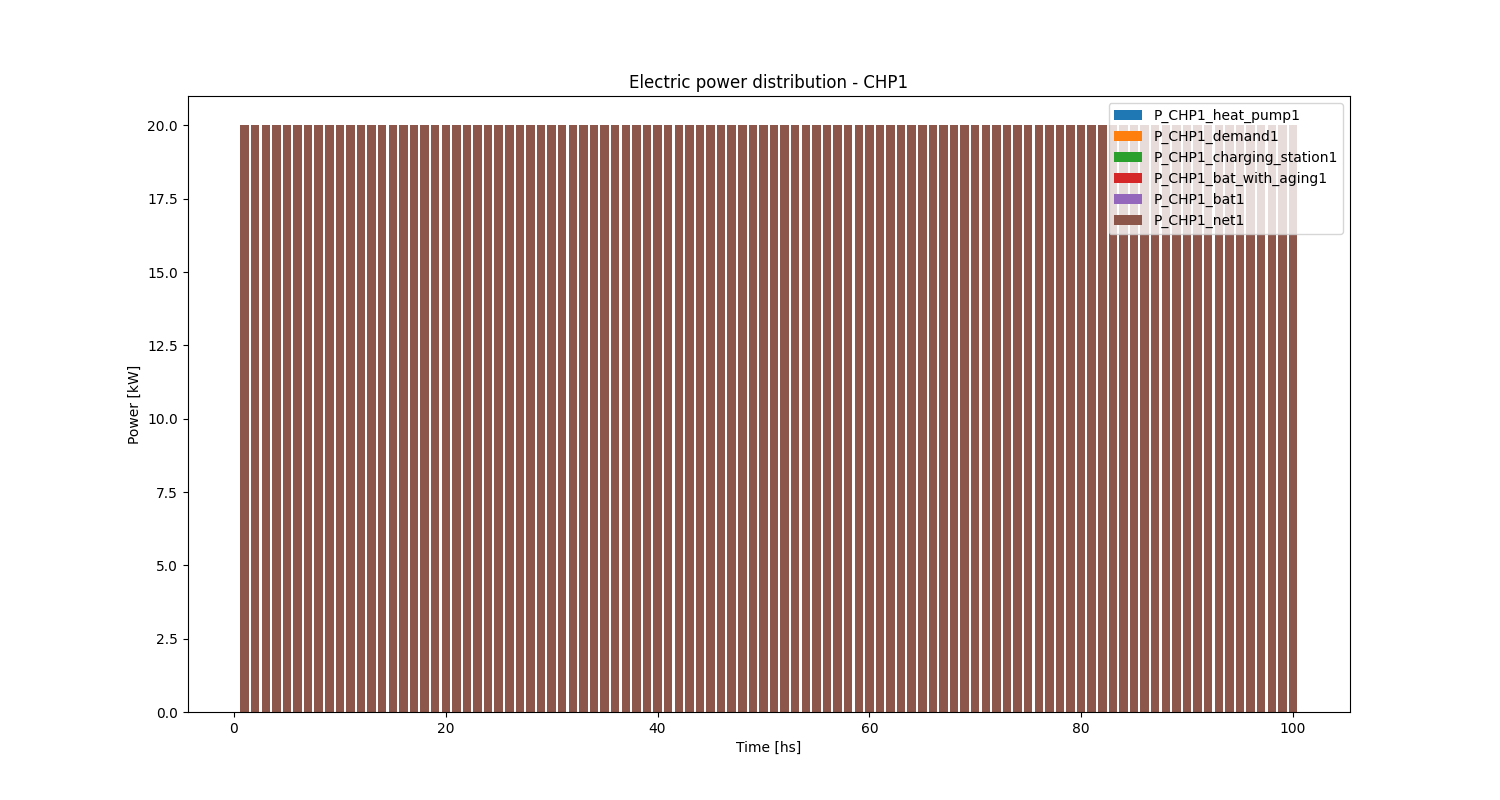 Electric power distribution - CHP1
P_CHP1_heat_pump1
P_CHP1_demand1
P_CHP1_charging_station1
P_CHP1_bat_with_aging1
P_CHP1_bat1
P_CHP1_net1
20.0
17.5
15.0
12.5
10.0
7.5
5.0
2.5
0.0
Power [kW]
0 20 40 60 80 100
Time [hs]